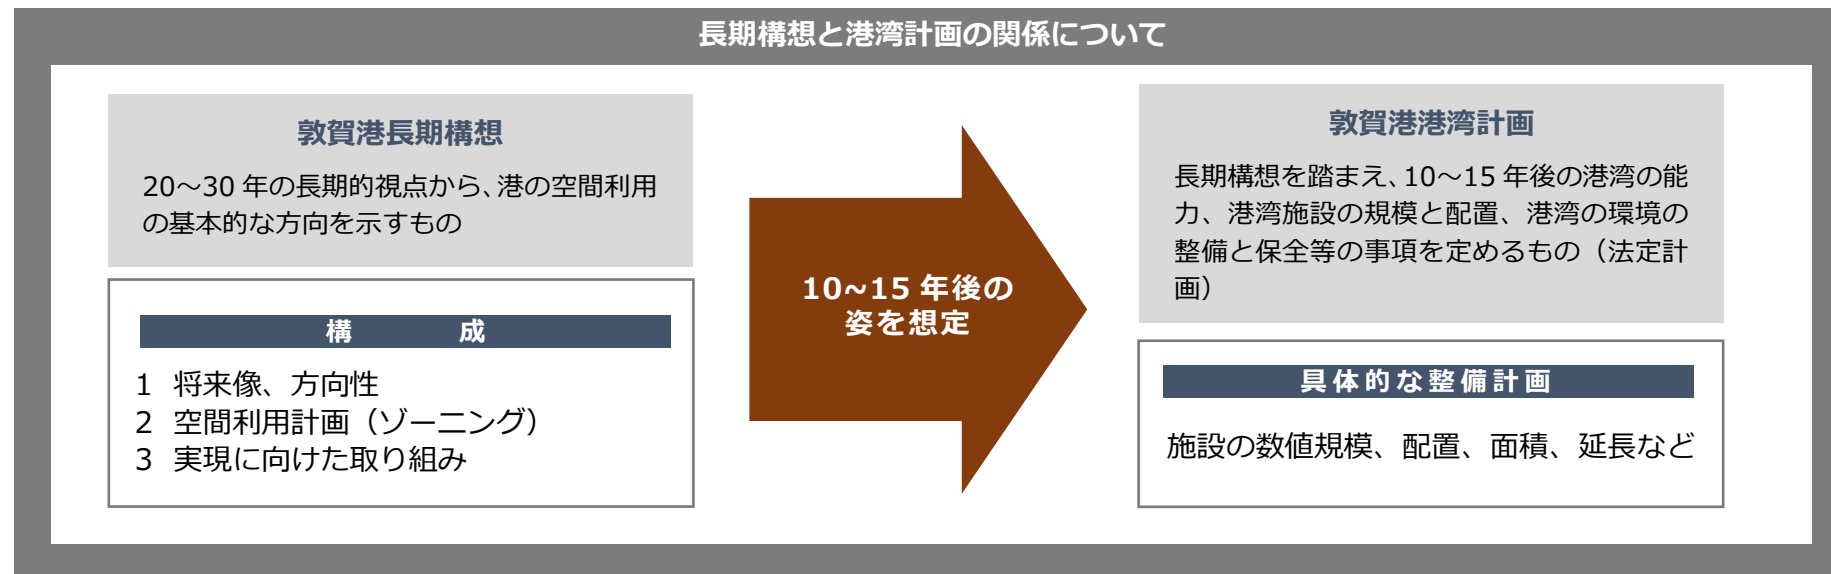 長期構想と港湾計画の関係について
敦賀港長期構想
20～30 年の長期的視点から、港の空間利用
の基本的な方向を示すもの
構　成
1 将来像、方向性
2 空間利用計画（ゾーニング）
3 実現に向けた取り組み
10~15 年後の
姿を想定
敦賀港港湾計画
長期構想を踏まえ、10～15 年後の港湾の能
力、港湾施設の規模と配置、港湾の環境の
整備と保全等の事項を定めるもの（法定計
画）
具体的な整備計画
施設の数値規模、配置、面積、延長など